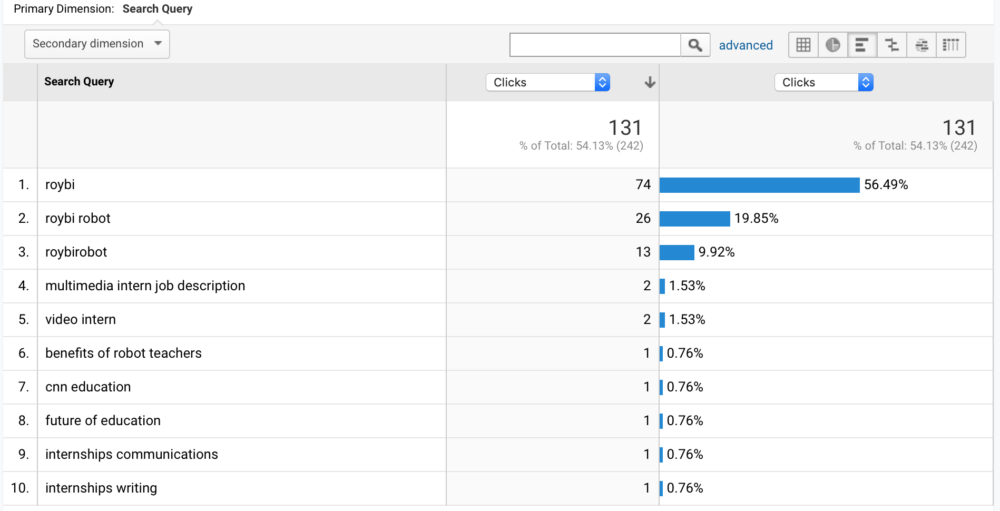 Primary Dimension: Search Query
Secondary dimension advanced
Search Query Clicks Clicks
131 131
% of Total: 54.13% (242) % of Total: 54.13% (242)
1. roybi 74 56.49%
2. roybi robot 26 19.85%
3. roybirobot 13 9.92%
4. multimedia intern job description 2 1.53%
5. video intern 2 1.53%
6. benefits of robot teachers 1 0.76%
7. cnn education 1 0.76%
8. future of education 1 0.76%
9. internships communications 1 0.76%
10. internships writing 1 0.76%